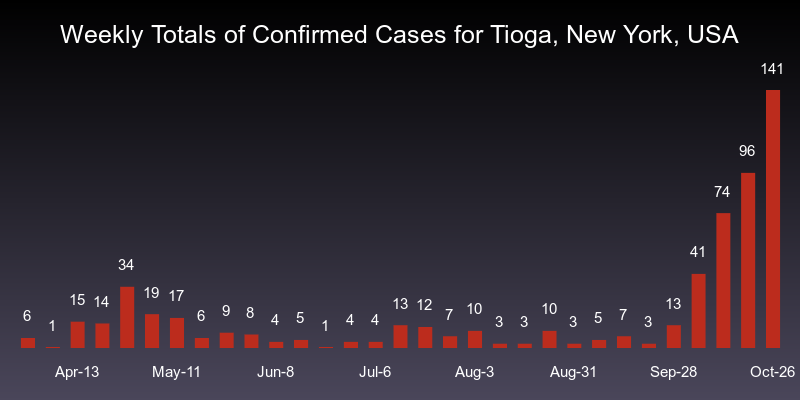 Weekly Totals of Confirmed Cases for Tioga, New York, USA
6 1 15 14 34 19 17 6 9 8 4 5 1 4 4 13 12 7 10 3 3 10 3 5 7 3 13 41 74 96 141
Apr-13 May-11 Jun-8 Jul-6 Aug-3 Aug-31 Sep-28 Oct-26